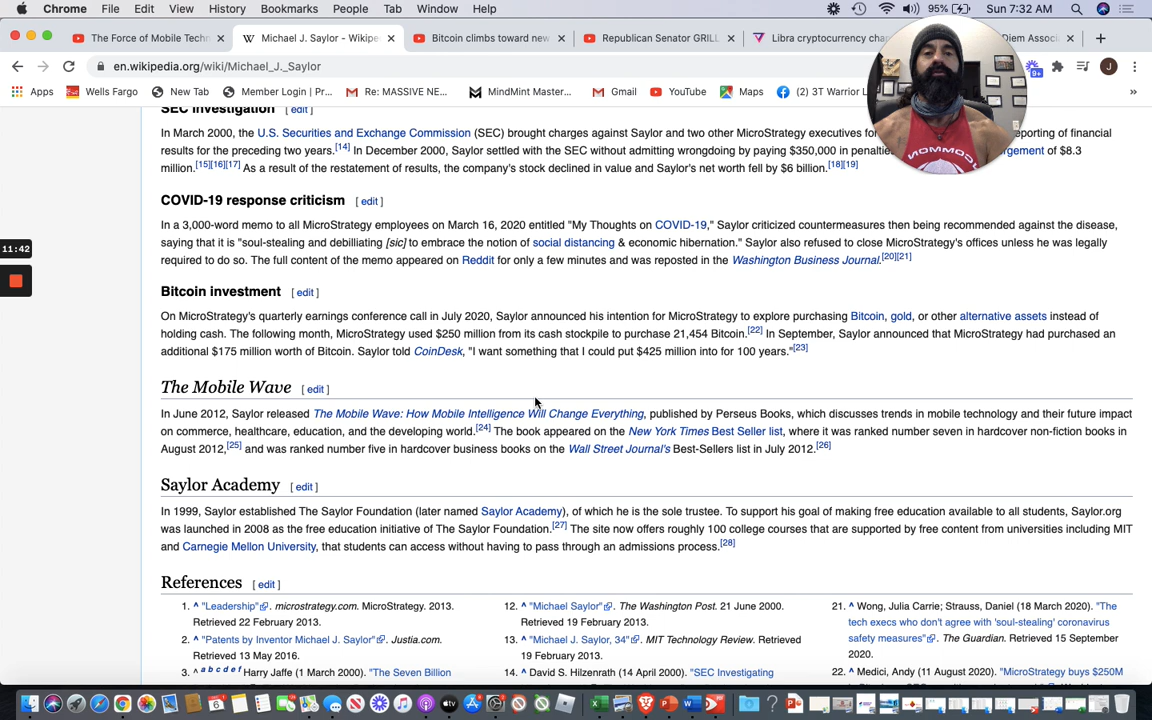 Chrome File Edit View History Bookmarks People Tab Window Help 95% Sun 7:32 AM
The Force of Mobile Techn
Michael J. Saylor - Wikipe
Bitcoin climbs toward new
Republican Senator GRILL
Libra cryptocurrency cha
Diem Assoc
en.wikipedia.org/wiki/Michael_J._Saylor
9+
J
Apps Wells Fargo New Tab Member Login | Pr... Re: MASSIVE NE... MindMint Master... Gmail YouTube Maps (2) 3T Warrior L »
SEC investigation [ edit ]
In March 2000, the U.S. Securities and Exchange Commission (SEC) brought charges against Saylor and two other MicroStrategy executives for eporting of financial
results for the preceding two years.[14] In December 2000, Saylor settled with the SEC without admitting wrongdoing by paying $350,000 in penaltie rgement of $8.3
million.[15][16][17] As a result of the restatement of results, the company's stock declined in value and Saylor's net worth fell by $6 billion.[18][19]
COVID-19 response criticism [ edit ]
In a 3,000-word memo to all MicroStrategy employees on March 16, 2020 entitled "My Thoughts on COVID-19," Saylor criticized countermeasures then being recommended against the disease,
11:42
saying that it is "soul-stealing and debilliating [sic] to embrace the notion of social distancing & economic hibernation." Saylor also refused to close MicroStrategy's offices unless he was legally
required to do so. The full content of the memo appeared on Reddit for only a few minutes and was reposted in the Washington Business Journal.[20][21]
Bitcoin investment [ edit ]
On MicroStrategy's quarterly earnings conference call in July 2020, Saylor announced his intention for MicroStrategy to explore purchasing Bitcoin, gold, or other alternative assets instead of
holding cash. The following month, MicroStrategy used $250 million from its cash stockpile to purchase 21,454 Bitcoin.[22] In September, Saylor announced that MicroStrategy had purchased an
additional $175 million worth of Bitcoin. Saylor told CoinDesk, "I want something that I could put $425 million into for 100 years."[23]
The Mobile Wave [ edit ]
In June 2012, Saylor released The Mobile Wave: How Mobile Intelligence Will Change Everything, published by Perseus Books, which discusses trends in mobile technology and their future impact
on commerce, healthcare, education, and the developing world.[24] The book appeared on the New York Times Best Seller list, where it was ranked number seven in hardcover non-fiction books in
August 2012,[25] and was ranked number five in hardcover business books on the Wall Street Journal's Best-Sellers list in July 2012.[26]
Saylor Academy [ edit ]
In 1999, Saylor established The Saylor Foundation (later named Saylor Academy), of which he is the sole trustee. To support his goal of making free education available to all students, Saylor.org
was launched in 2008 as the free education initiative of The Saylor Foundation.[27] The site now offers roughly 100 college courses that are supported by free content from universities including MIT
and Carnegie Mellon University, that students can access without having to pass through an admissions process.[28]
References [ edit ]
1. ^ "Leadership". microstrategy.com. MicroStrategy. 2013.
Retrieved 22 February 2013.
2. ^ "Patents by Inventor Michael J. Saylor". Justia.com.
Retrieved 13 May 2016.
3. ^ a b c d e f Harry Jaffe (1 March 2000). "The Seven Billion
12. ^ "Michael Saylor". The Washington Post. 21 June 2000.
Retrieved 19 February 2013.
13. ^ "Michael J. Saylor, 34". MIT Technology Review. Retrieved
19 February 2013.
14. ^ David S. Hilzenrath (14 April 2000). "SEC Investigating
21. ^ Wong, Julia Carrie; Strauss, Daniel (18 March 2020). "The
tech execs who don't agree with 'soul-stealing' coronavirus
safety measures". The Guardian. Retrieved 15 September
2020.
22. ^ Medici, Andy (11 August 2020). "MicroStrategy buys $250M